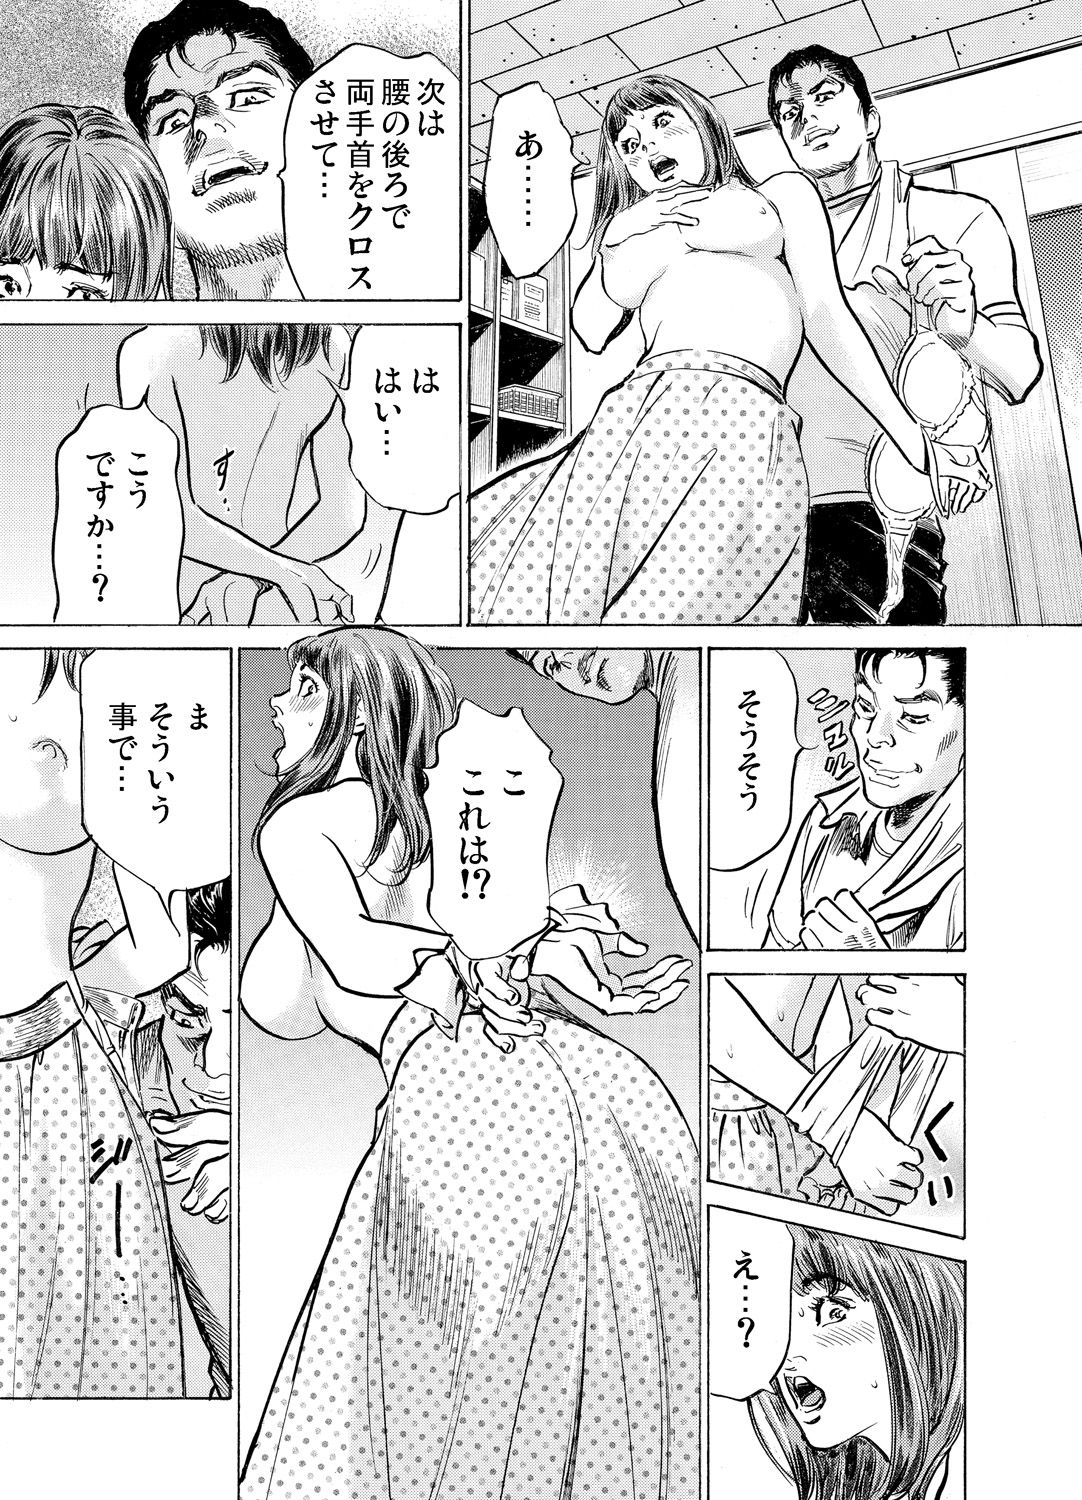 あ……
次は
腰の後ろで
両手首をクロス
させて…
は
はい…
す…
こう
ですか…？
そうそう
シュルッ
くい
え…？
こ
これは!?
ま
そういう
事で…
ジーー…